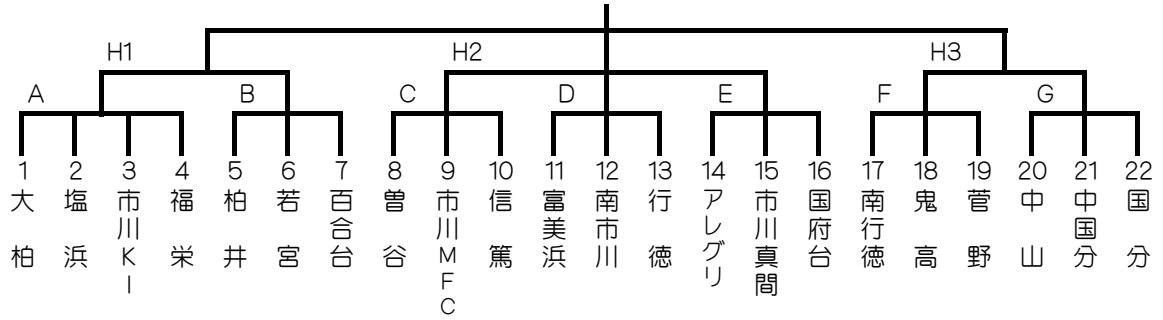 H1 H2 H3
A B C D E F G
1 2 3 4 5 6 7 8 9 10 11 12 13 14 15 16 17 18 19 20 21 22
大柏
塩浜
市川KI
福栄
柏井
若宮
百合台
曽谷
市川MFC
信篤
富美浜
南市川
行徳
アレグリ
市川真間
国府台
南行徳
鬼高
菅野
中山
中国分
国分